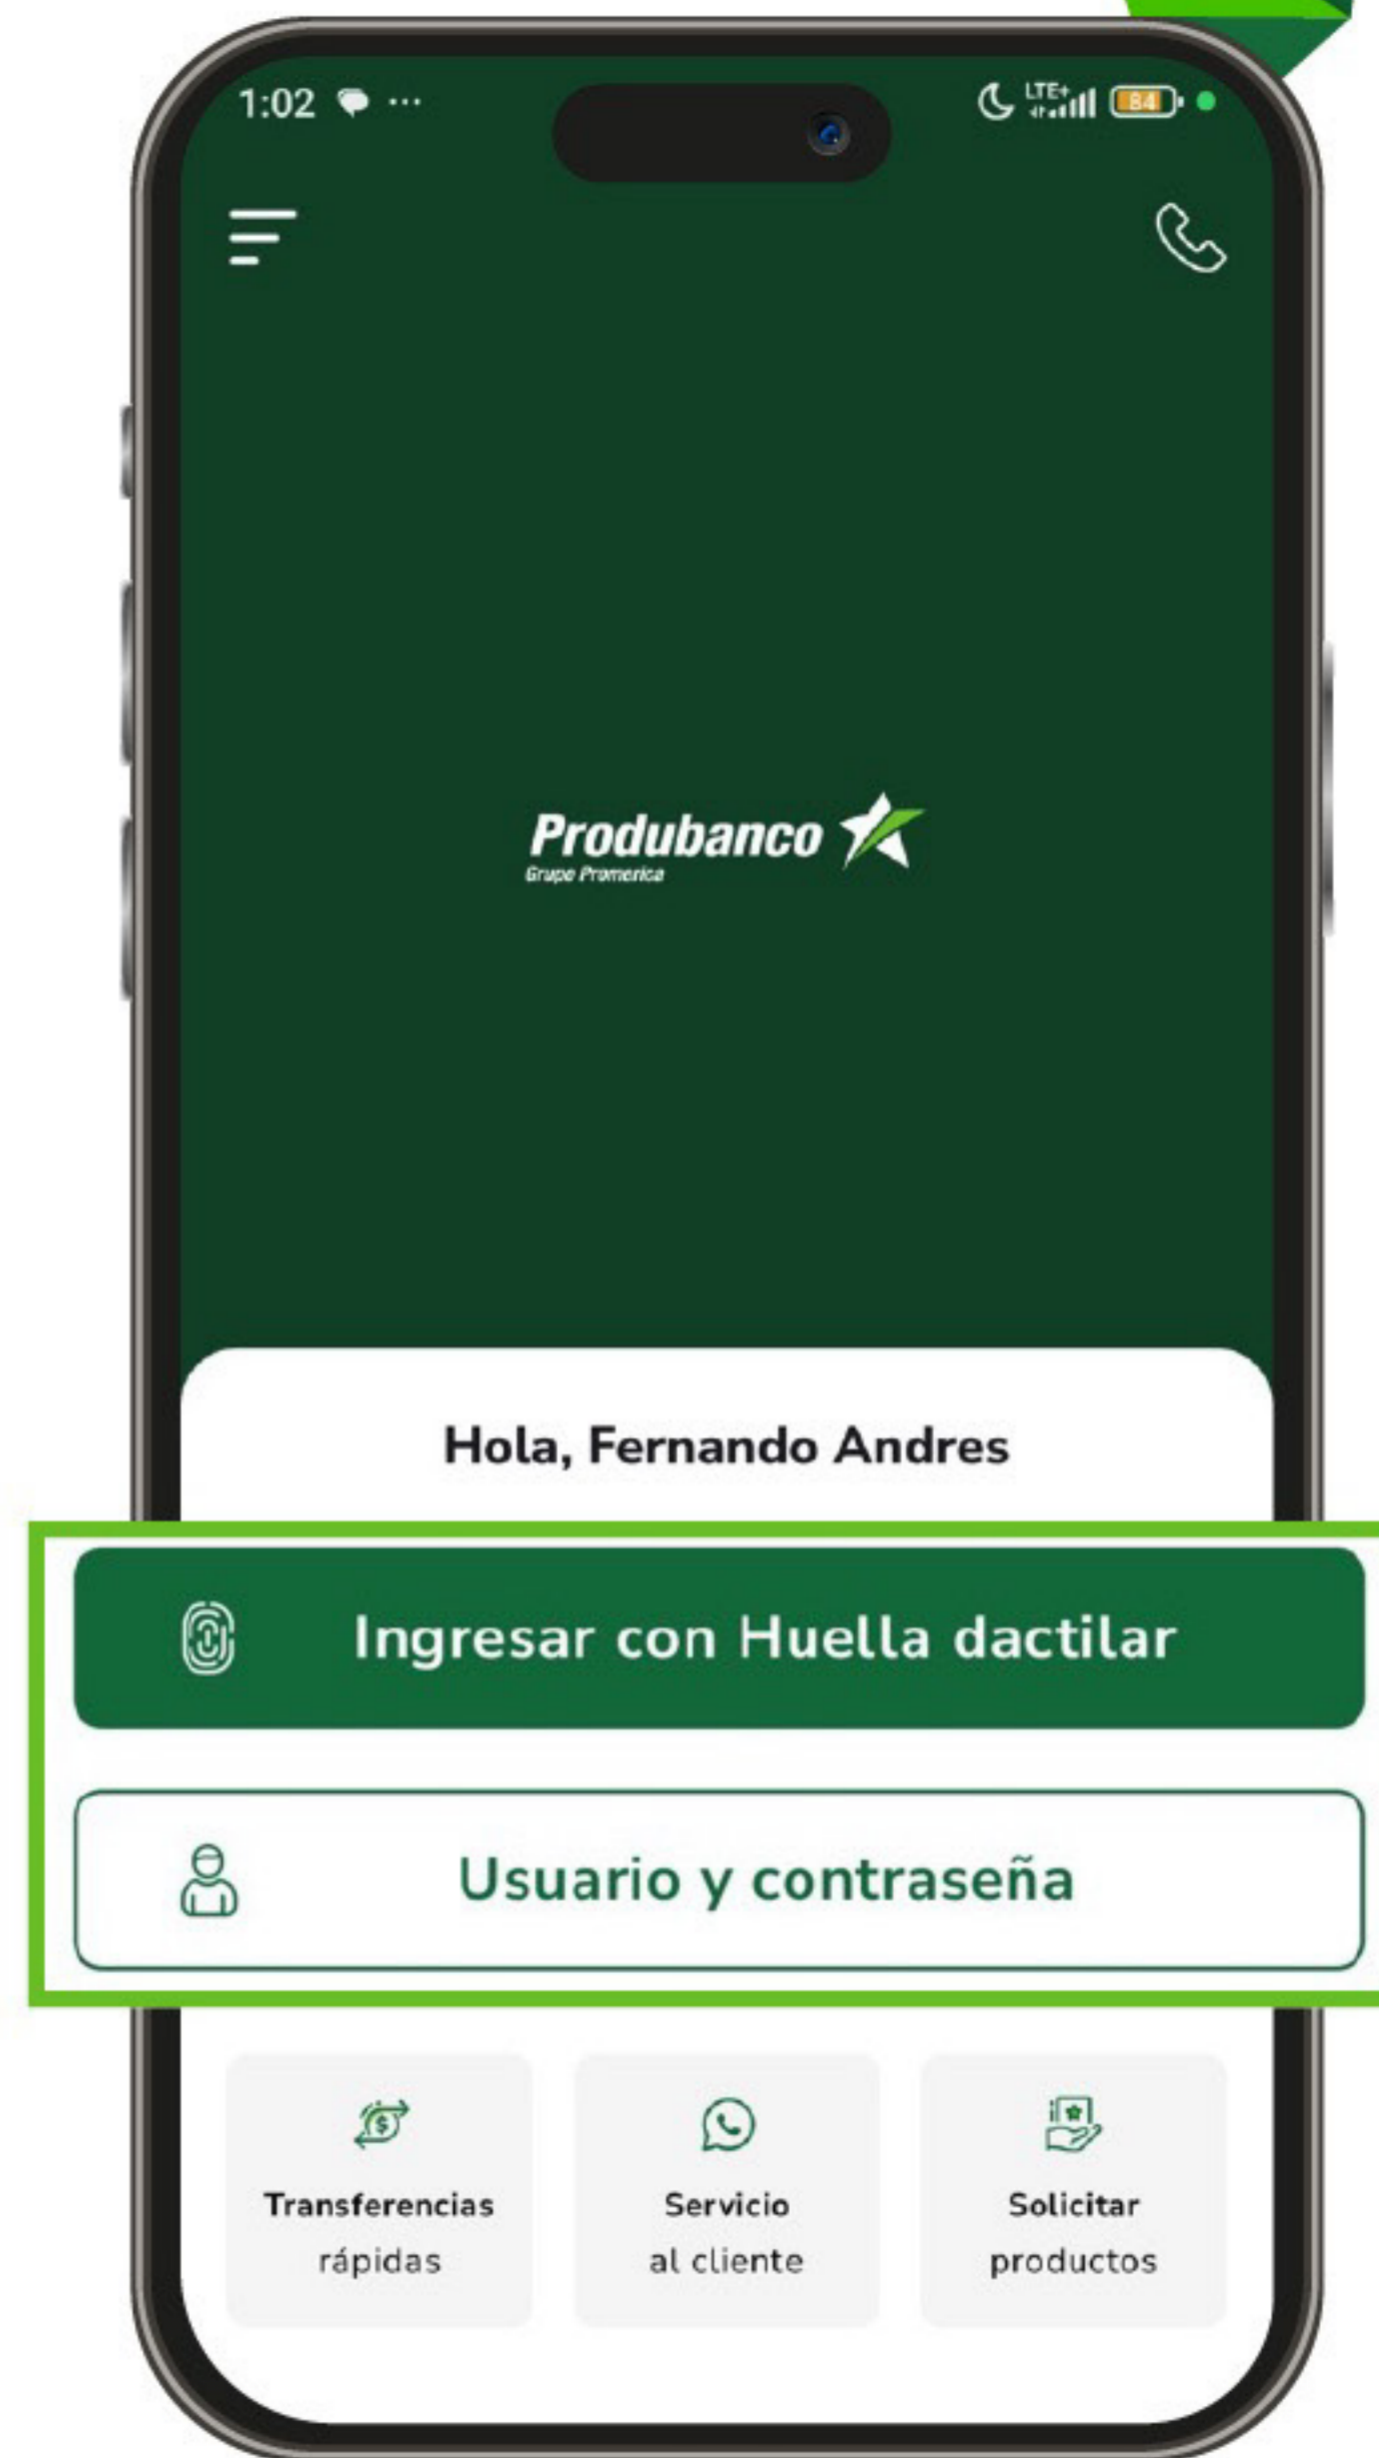 1:02 ... LTE+ 84
Produbanco
Grupo Promerica
Hola, Fernando Andres
Ingresar con Huella dactilar
Usuario y contraseña
Transferencias rápidas
Servicio al cliente
Solicitar productos